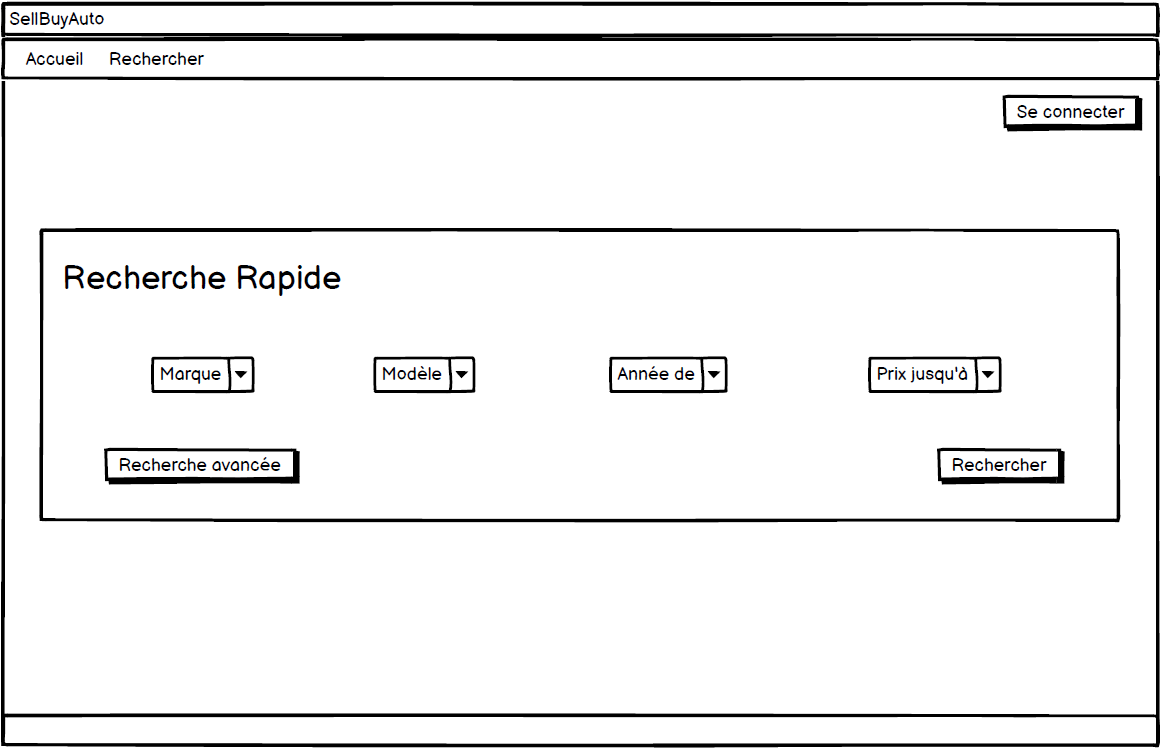 SellBuyAuto
Accueil Rechercher
Se connecter
Recherche Rapide
Marque Modèle Année de Prix jusqu'à
Recherche avancée Rechercher